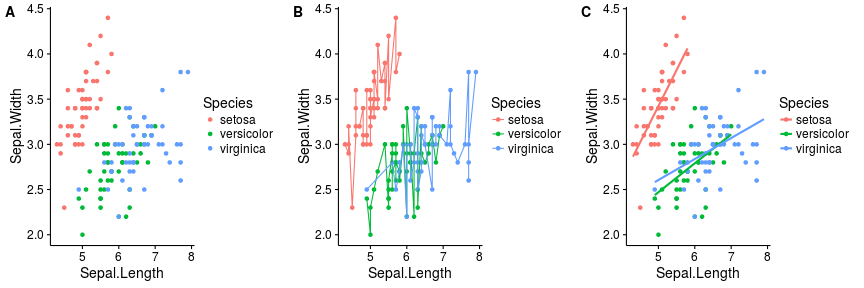 A
Sepal.Width
4.5
4.0
3.5
3.0
2.5
2.0
5 6 7 8
Sepal.Length
Species
setosa
versicolor
virginica
B
Sepal.Width
4.5
4.0
3.5
3.0
2.5
2.0
5 6 7 8
Sepal.Length
Species
setosa
versicolor
virginica
C
Sepal.Width
4.5
4.0
3.5
3.0
2.5
2.0
5 6 7 8
Sepal.Length
Species
setosa
versicolor
virginica